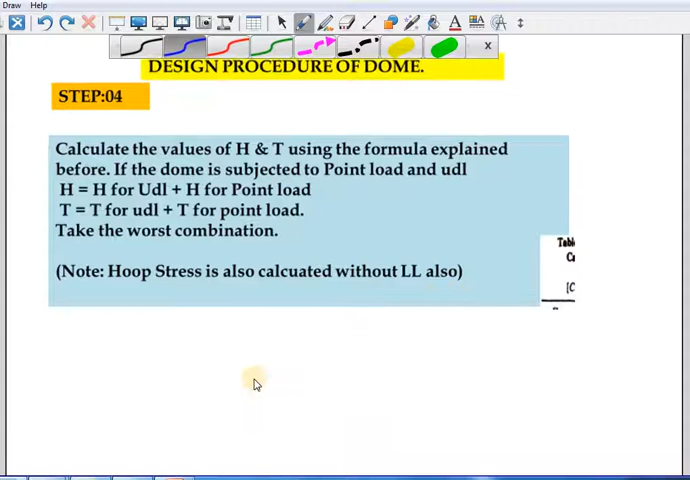 Draw Help
x
DESIGN PROCEDURE OF DOME.
STEP:04
Calculate the values of H & T using the formula explained
before. If the dome is subjected to Point load and udl
H = H for Udl + H for Point load
T = T for udl + T for point load.
Take the worst combination.
(Note: Hoop Stress is also calcuated without LL also)
Tabl
Ca
[C